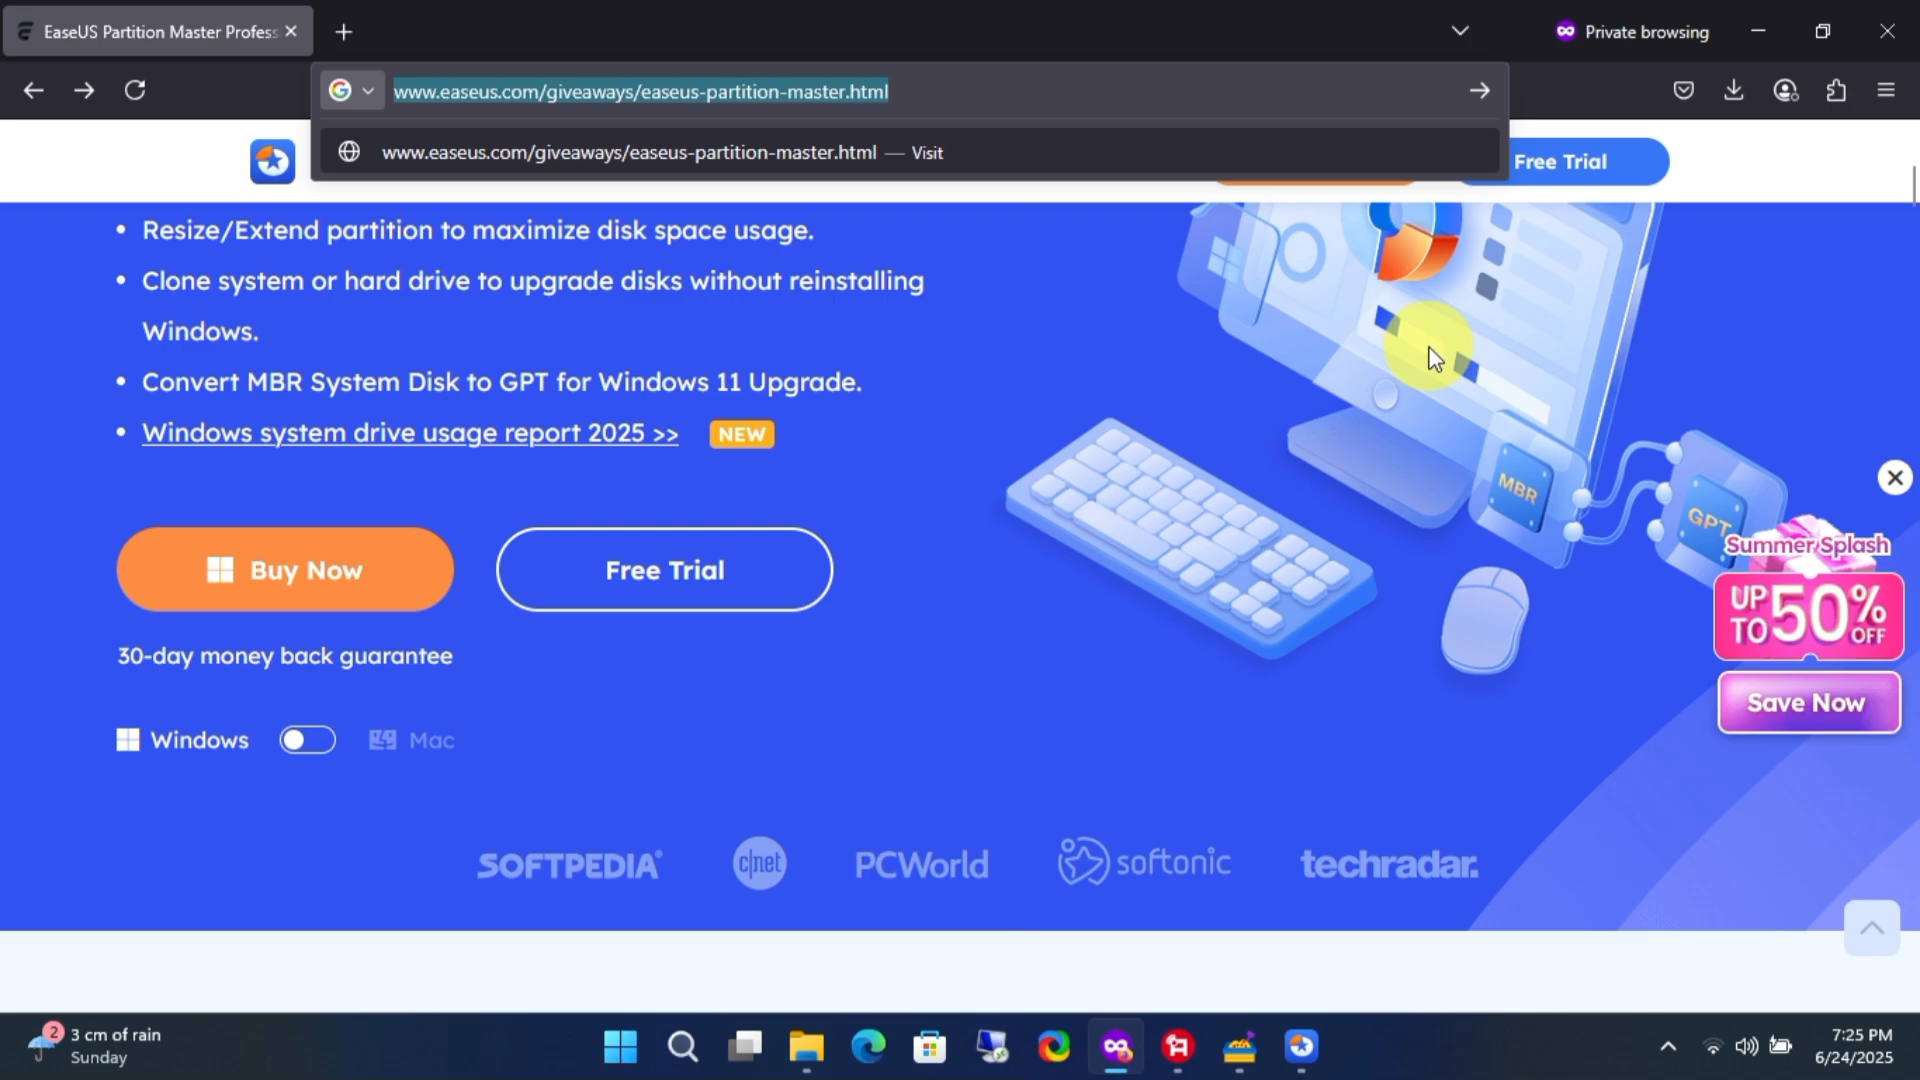 EaseUS Partition Master Profess
Private browsing
www.easeus.com/giveaways/easeus-partition-master.html
www.easeus.com/giveaways/easeus-partition-master.html — Visit
Free Trial
• Resize/Extend partition to maximize disk space usage.
• Clone system or hard drive to upgrade disks without reinstalling
Windows.
• Convert MBR System Disk to GPT for Windows 11 Upgrade.
• Windows system drive usage report 2025 >> NEW
MBR
GPT
Summer Splash
UP TO 50% OFF
Save Now
Buy Now
Free Trial
30-day money back guarantee
Windows
Mac
SOFTPEDIA®
c|net
PCWorld
softonic
techradar.
2
3 cm of rain
Sunday
7:25 PM
6/24/2025